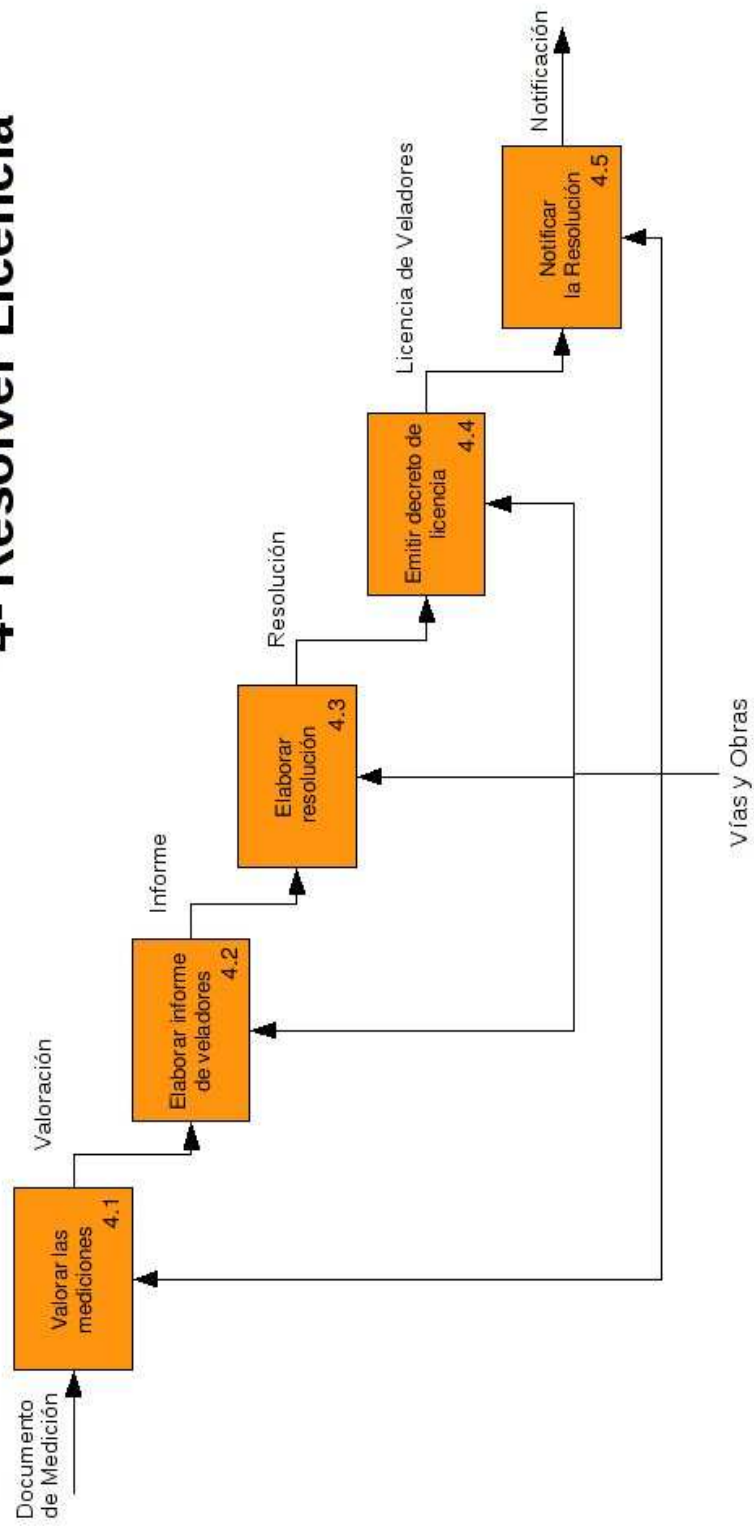 4- Resolver Licencia
Documento
de Medición
Valorar las
mediciones
4.1
Valoración
Elaborar informe
de veladores
4.2
Informe
Elaborar
resolución
4.3
Resolución
Emitir decreto de
licencia
4.4
Licencia de Veladores
Notificar
la Resolución
4.5
Notificación
Vías y Obras